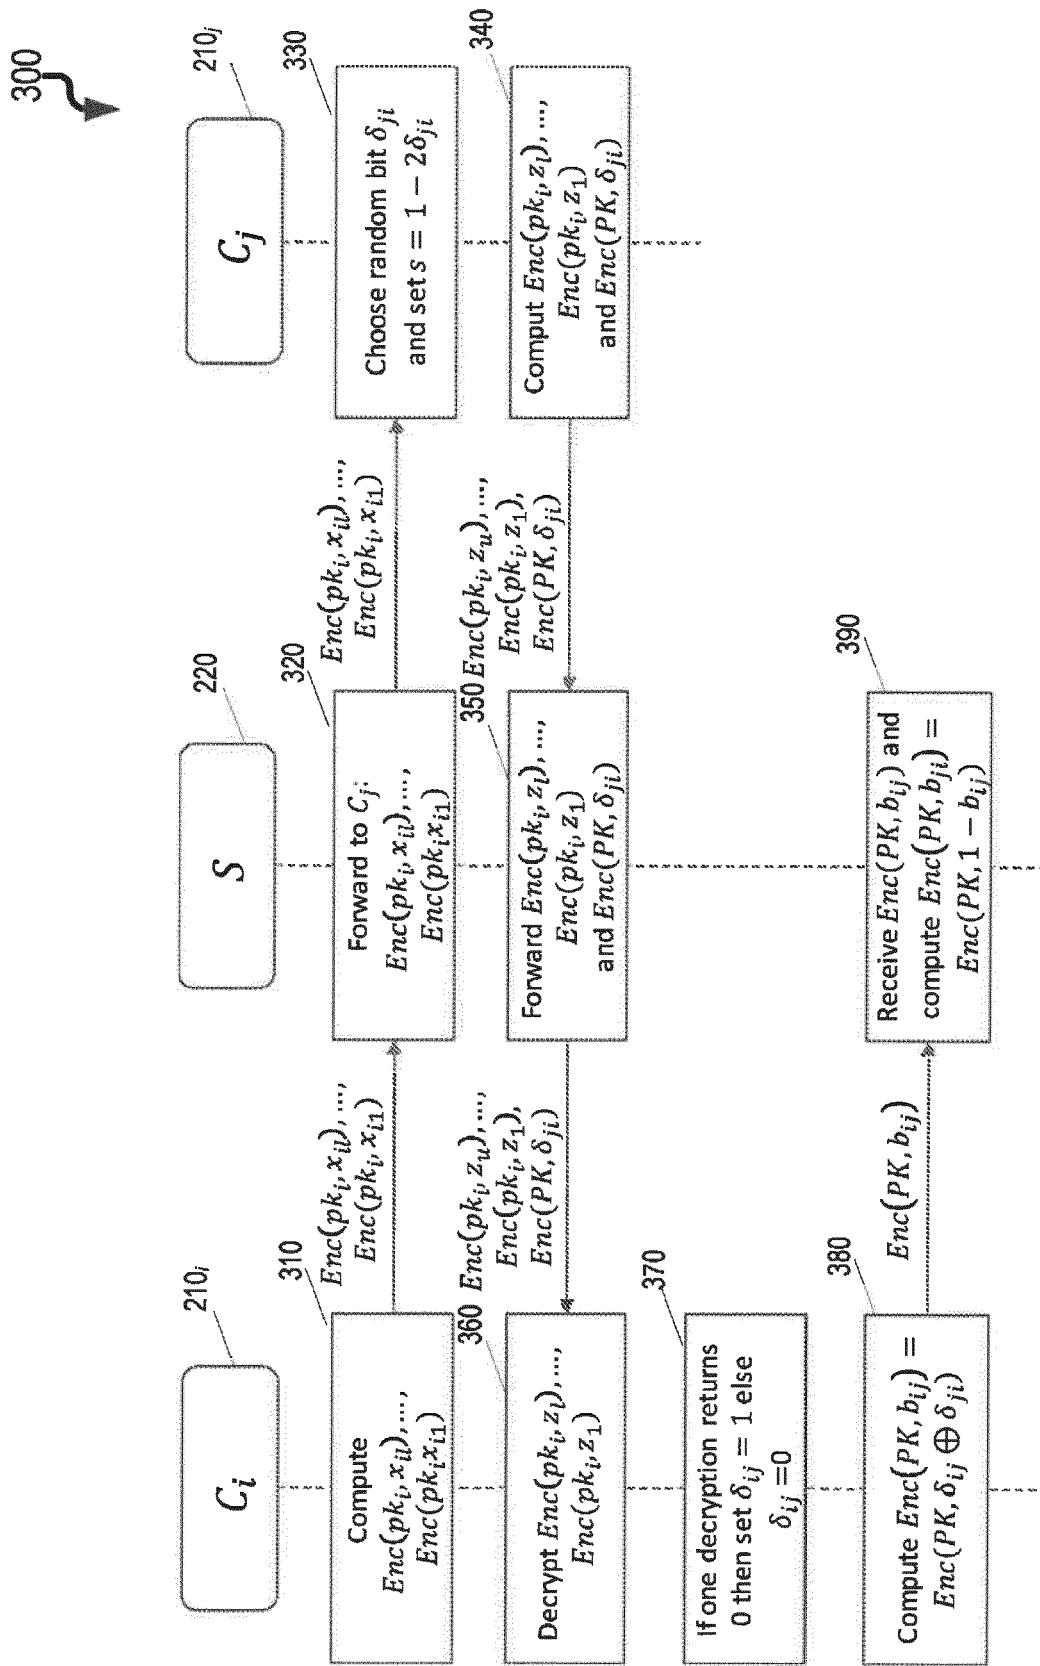 300
210i
220
210j
C_i
S
C_j
310
Compute
Enc(pk_i, x_il), ...,
Enc(pk_i x_i1)
Enc(pk_i, x_il), ...,
Enc(pk_i, x_i1)
320
Forward to C_j:
Enc(pk_i, x_il), ...,
Enc(pk_i x_i1)
Enc(pk_i, x_il), ...,
Enc(pk_i, x_i1)
330
Choose random bit δ_ji
and set s = 1 − 2δ_ji
340
Comput Enc(pk_i, z_l), ...,
Enc(pk_i, z_1)
and Enc(PK, δ_ji)
Enc(pk_i, z_u), ...,
Enc(pk_i, z_1),
Enc(PK, δ_ji)
350
Forward Enc(pk_i, z_l), ...,
Enc(pk_i, z_1)
and Enc(PK, δ_ji)
Enc(pk_i, z_u), ...,
Enc(pk_i, z_1),
Enc(PK, δ_ji)
360
Decrypt Enc(pk_i, z_l), ...,
Enc(pk_i, z_1)
370
If one decryption returns
0 then set δ_ij = 1 else
δ_ij =0
380
Compute Enc(PK, b_ij) =
Enc(PK, δ_ij ⊕ δ_ji)
Enc(PK, b_ij)
390
Receive Enc(PK, b_ij) and
compute Enc(PK, b_ji) =
Enc(PK, 1 − b_ij)